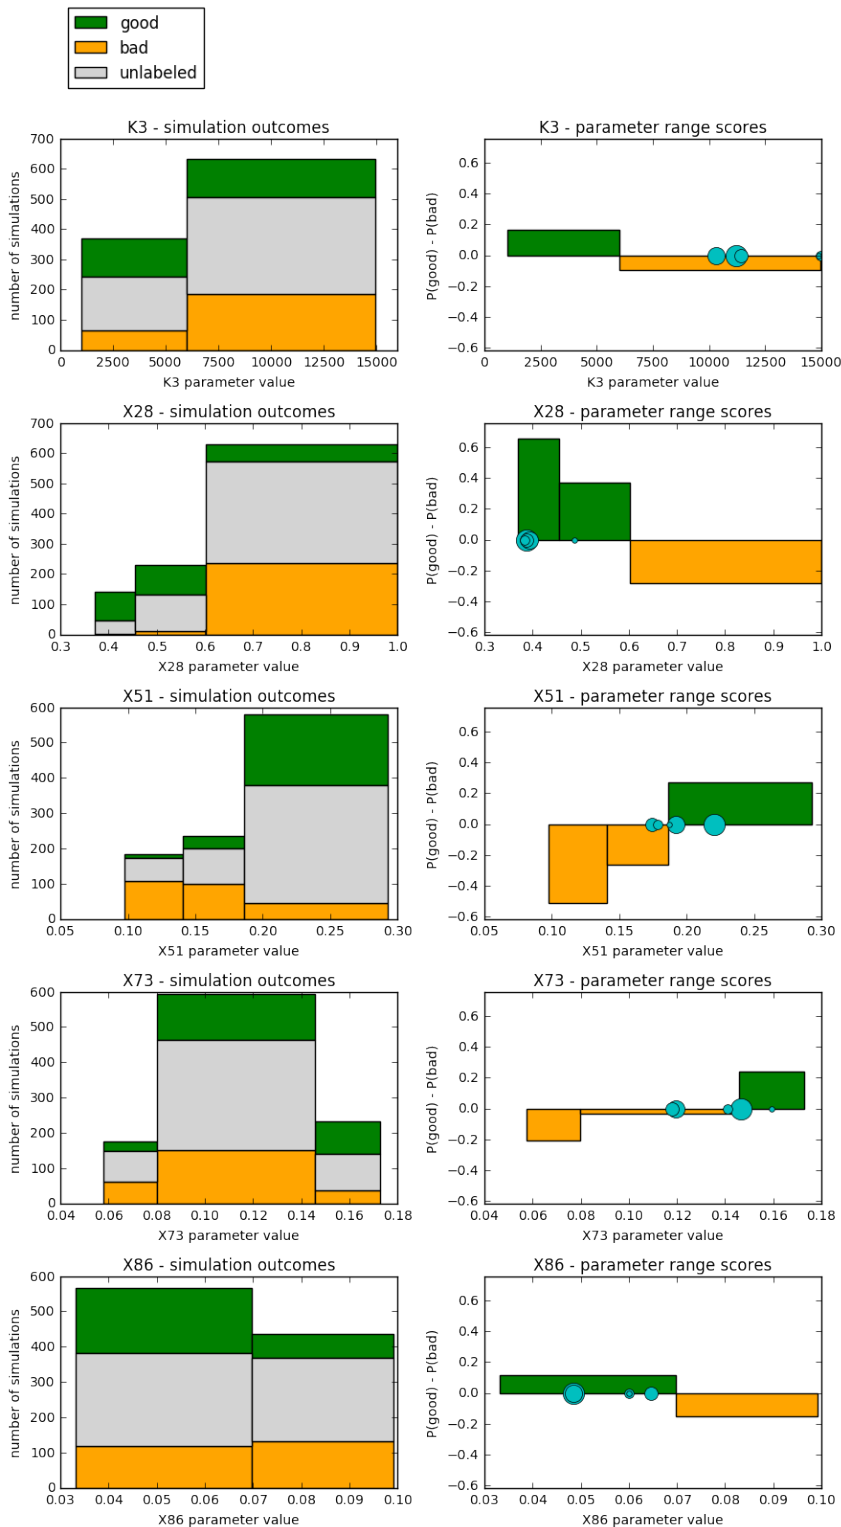 good
bad
unlabeled
K3 - simulation outcomes
number of simulations
700
600
500
400
300
200
100
0
0 2500 5000 7500 10000 12500 15000
K3 parameter value
K3 - parameter range scores
P(good) - P(bad)
0.6
0.4
0.2
0.0
−0.2
−0.4
−0.6
0 2500 5000 7500 10000 12500 15000
K3 parameter value
X28 - simulation outcomes
number of simulations
700
600
500
400
300
200
100
0
0.3 0.4 0.5 0.6 0.7 0.8 0.9 1.0
X28 parameter value
X28 - parameter range scores
P(good) - P(bad)
0.6
0.4
0.2
0.0
−0.2
−0.4
−0.6
0.3 0.4 0.5 0.6 0.7 0.8 0.9 1.0
X28 parameter value
X51 - simulation outcomes
number of simulations
600
500
400
300
200
100
0
0.05 0.10 0.15 0.20 0.25 0.30
X51 parameter value
X51 - parameter range scores
P(good) - P(bad)
0.6
0.4
0.2
0.0
−0.2
−0.4
−0.6
0.05 0.10 0.15 0.20 0.25 0.30
X51 parameter value
X73 - simulation outcomes
number of simulations
600
500
400
300
200
100
0
0.04 0.06 0.08 0.10 0.12 0.14 0.16 0.18
X73 parameter value
X73 - parameter range scores
P(good) - P(bad)
0.6
0.4
0.2
0.0
−0.2
−0.4
−0.6
0.04 0.06 0.08 0.10 0.12 0.14 0.16 0.18
X73 parameter value
X86 - simulation outcomes
number of simulations
600
500
400
300
200
100
0
0.03 0.04 0.05 0.06 0.07 0.08 0.09 0.10
X86 parameter value
X86 - parameter range scores
P(good) - P(bad)
0.6
0.4
0.2
0.0
−0.2
−0.4
−0.6
0.03 0.04 0.05 0.06 0.07 0.08 0.09 0.10
X86 parameter value